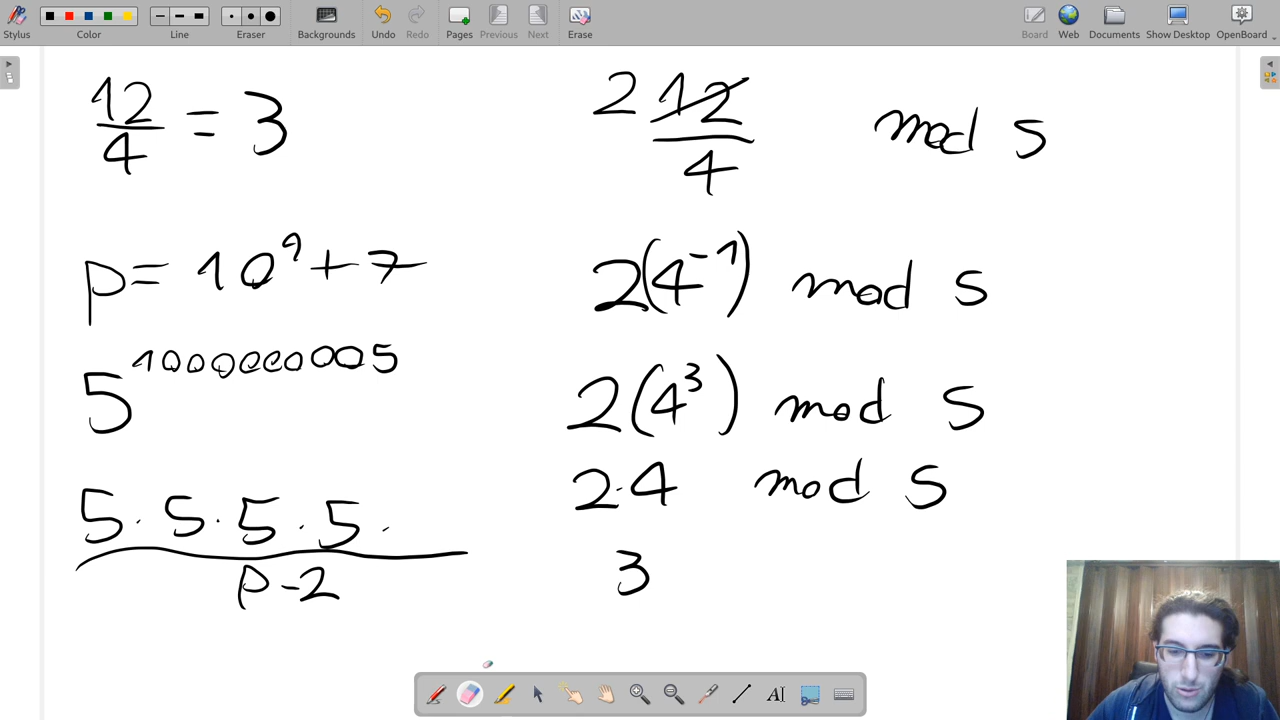 Stylus Color Line Eraser Backgrounds Undo Redo Pages Previous Next Erase Board Web Documents Show Desktop OpenBoard
12/4 = 3
p = 10^9 + 7
5^1000000005
5 · 5 · 5 · 5 ·
p - 2
2 12/4 mod 5
2(4^-1) mod 5
2(4^3) mod 5
2·4 mod 5
3
AI